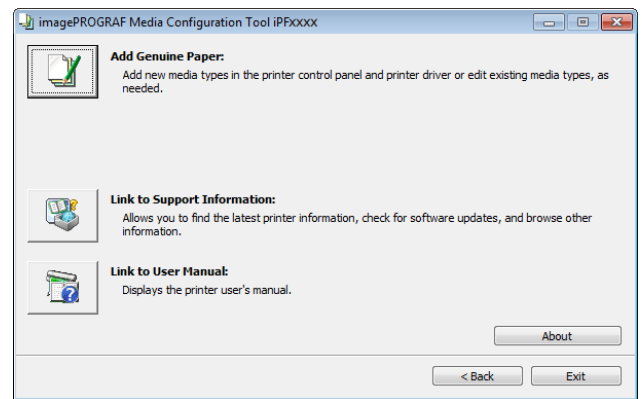 imagePROGRAF Media Configuration Tool iPFxxxx
Add Genuine Paper:
Add new media types in the printer control panel and printer driver or edit existing media types, as
needed.
Link to Support Information:
Allows you to find the latest printer information, check for software updates, and browse other
information.
Link to User Manual:
Displays the printer user's manual.
About
< Back
Exit